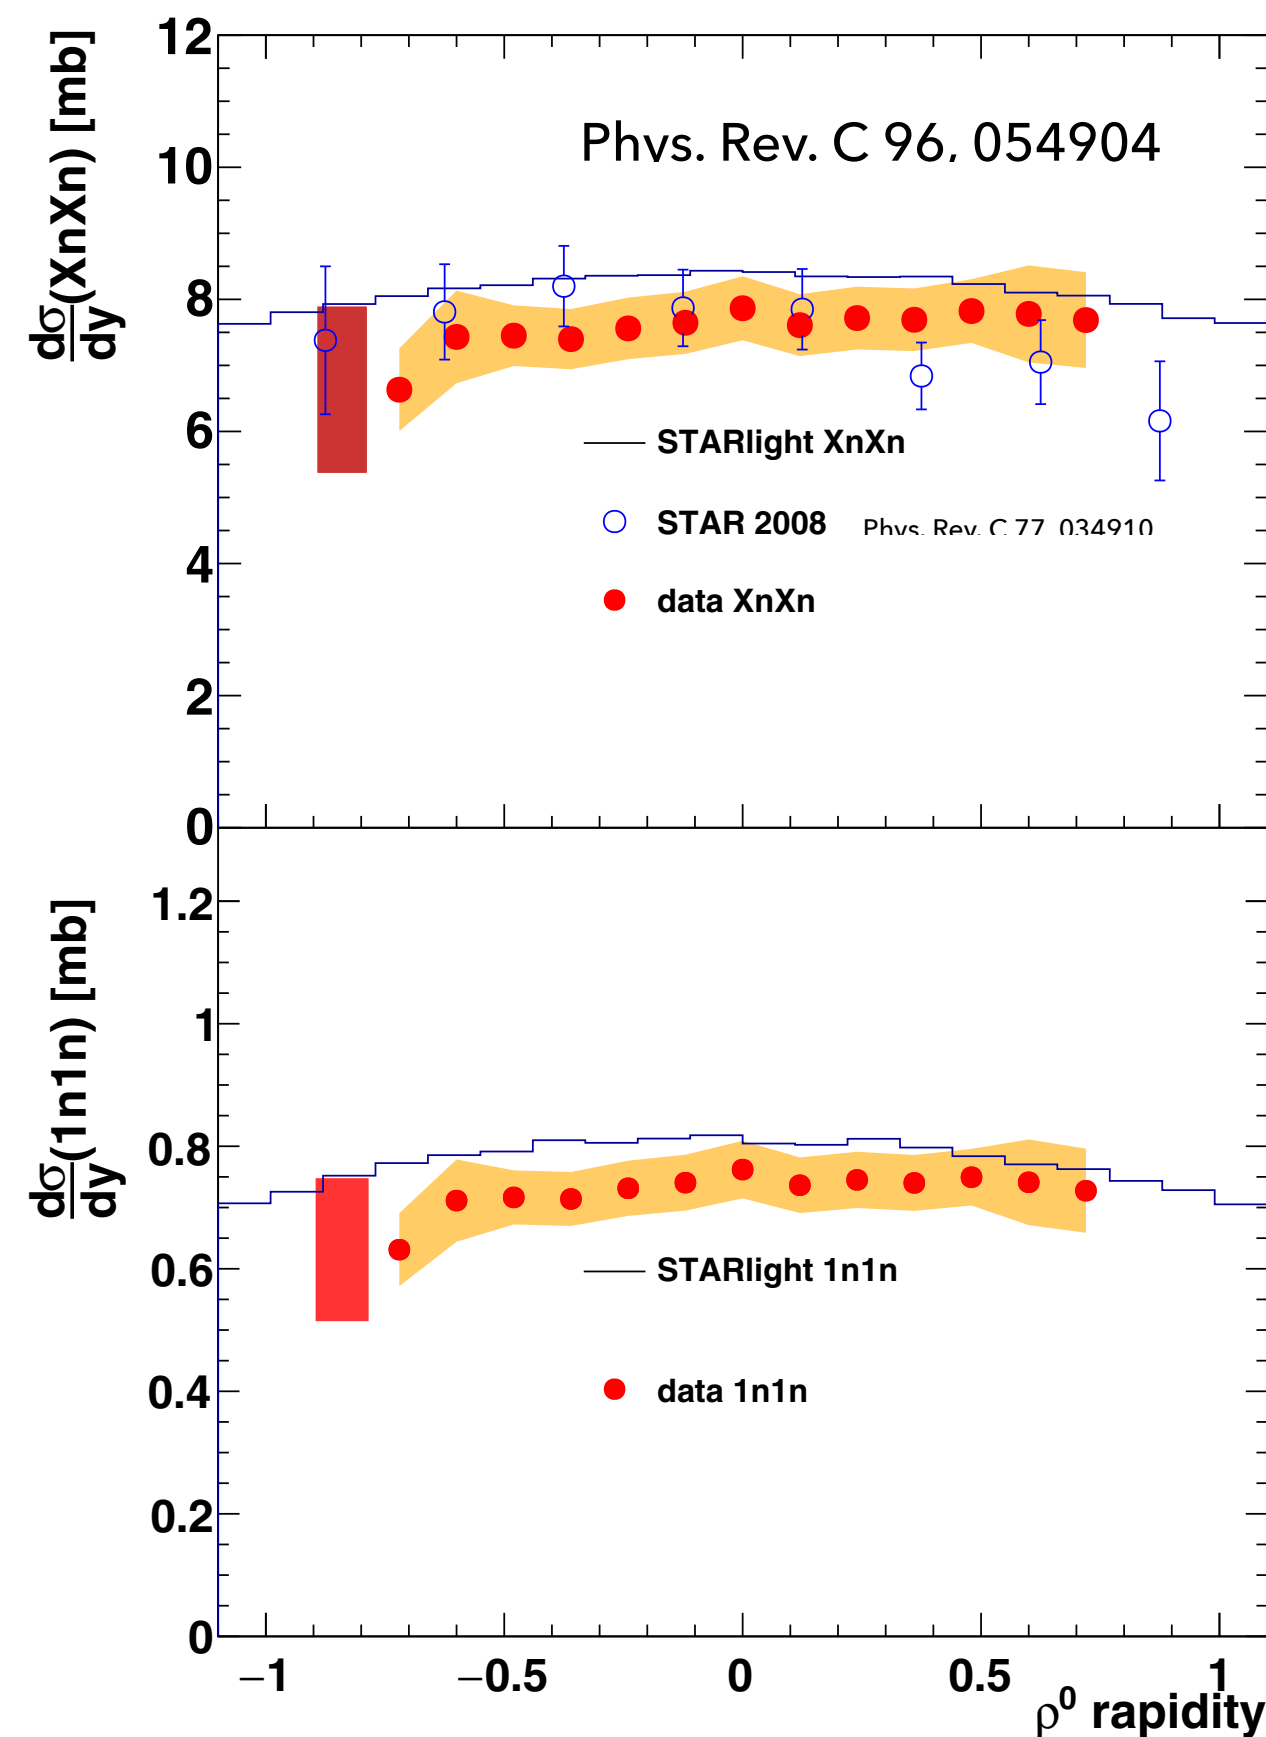 12
10
8
6
4
2
0
dσ/dy(XnXn) [mb]
Phys. Rev. C 96, 054904
STARlight XnXn
STAR 2008 Phys. Rev. C 77 034910
data XnXn
1.2
1
0.8
0.6
0.4
0.2
0
dσ/dy(1n1n) [mb]
STARlight 1n1n
data 1n1n
−1 −0.5 0 0.5 1
ρ⁰ rapidity